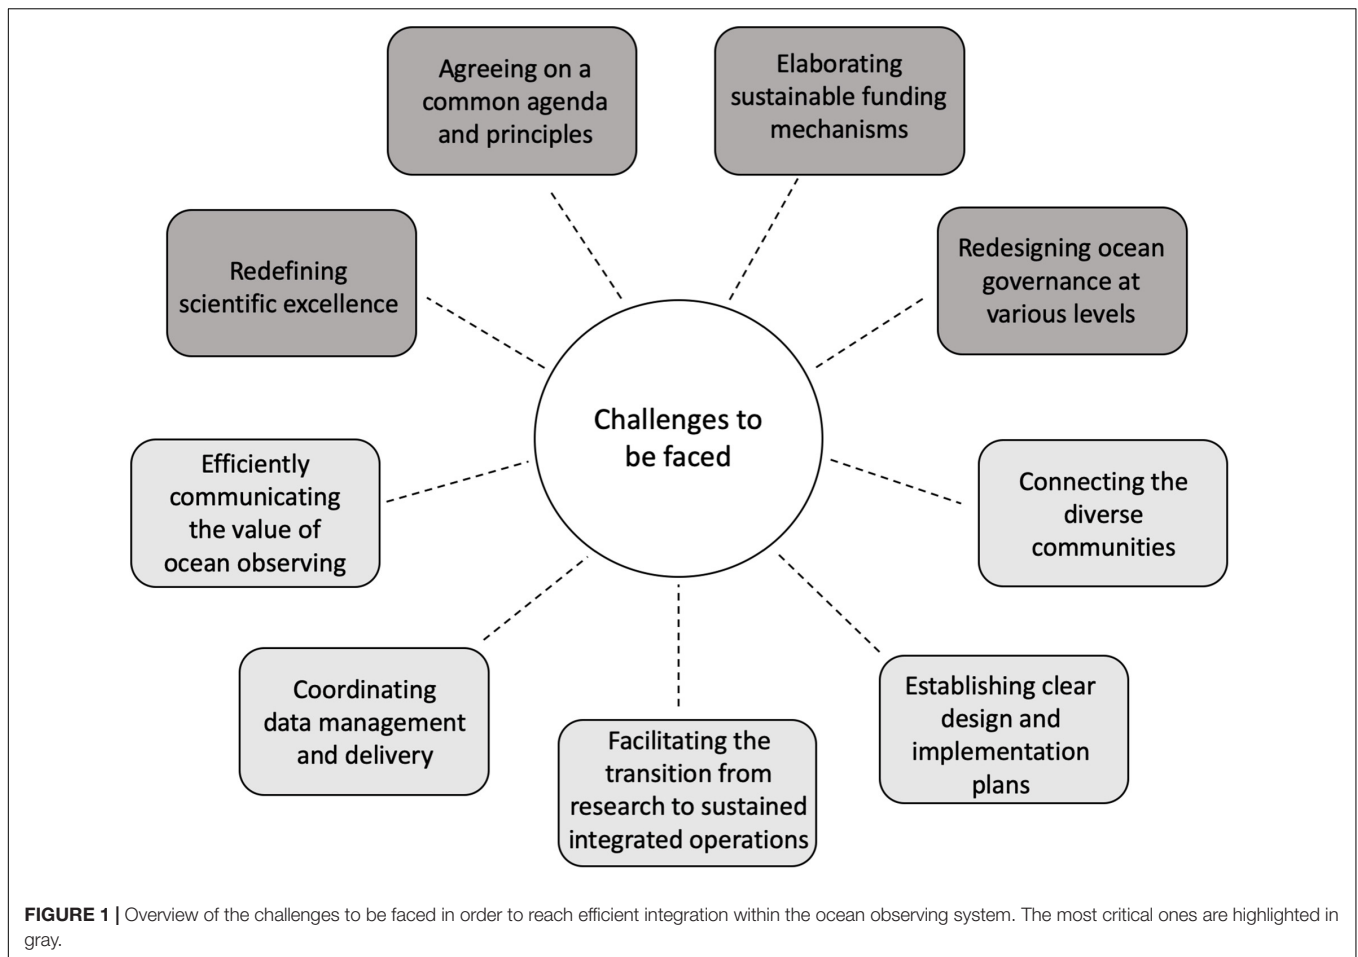 Agreeing on a
common agenda
and principles
Elaborating
sustainable funding
mechanisms
Redefining
scientific excellence
Redesigning ocean
governance at
various levels
Challenges to
be faced
Efficiently
communicating
the value of
ocean observing
Connecting the
diverse
communities
Coordinating
data management
and delivery
Facilitating the
transition from
research to sustained
integrated operations
Establishing clear
design and
implementation
plans
FIGURE 1 | Overview of the challenges to be faced in order to reach efficient integration within the ocean observing system. The most critical ones are highlighted in
gray.